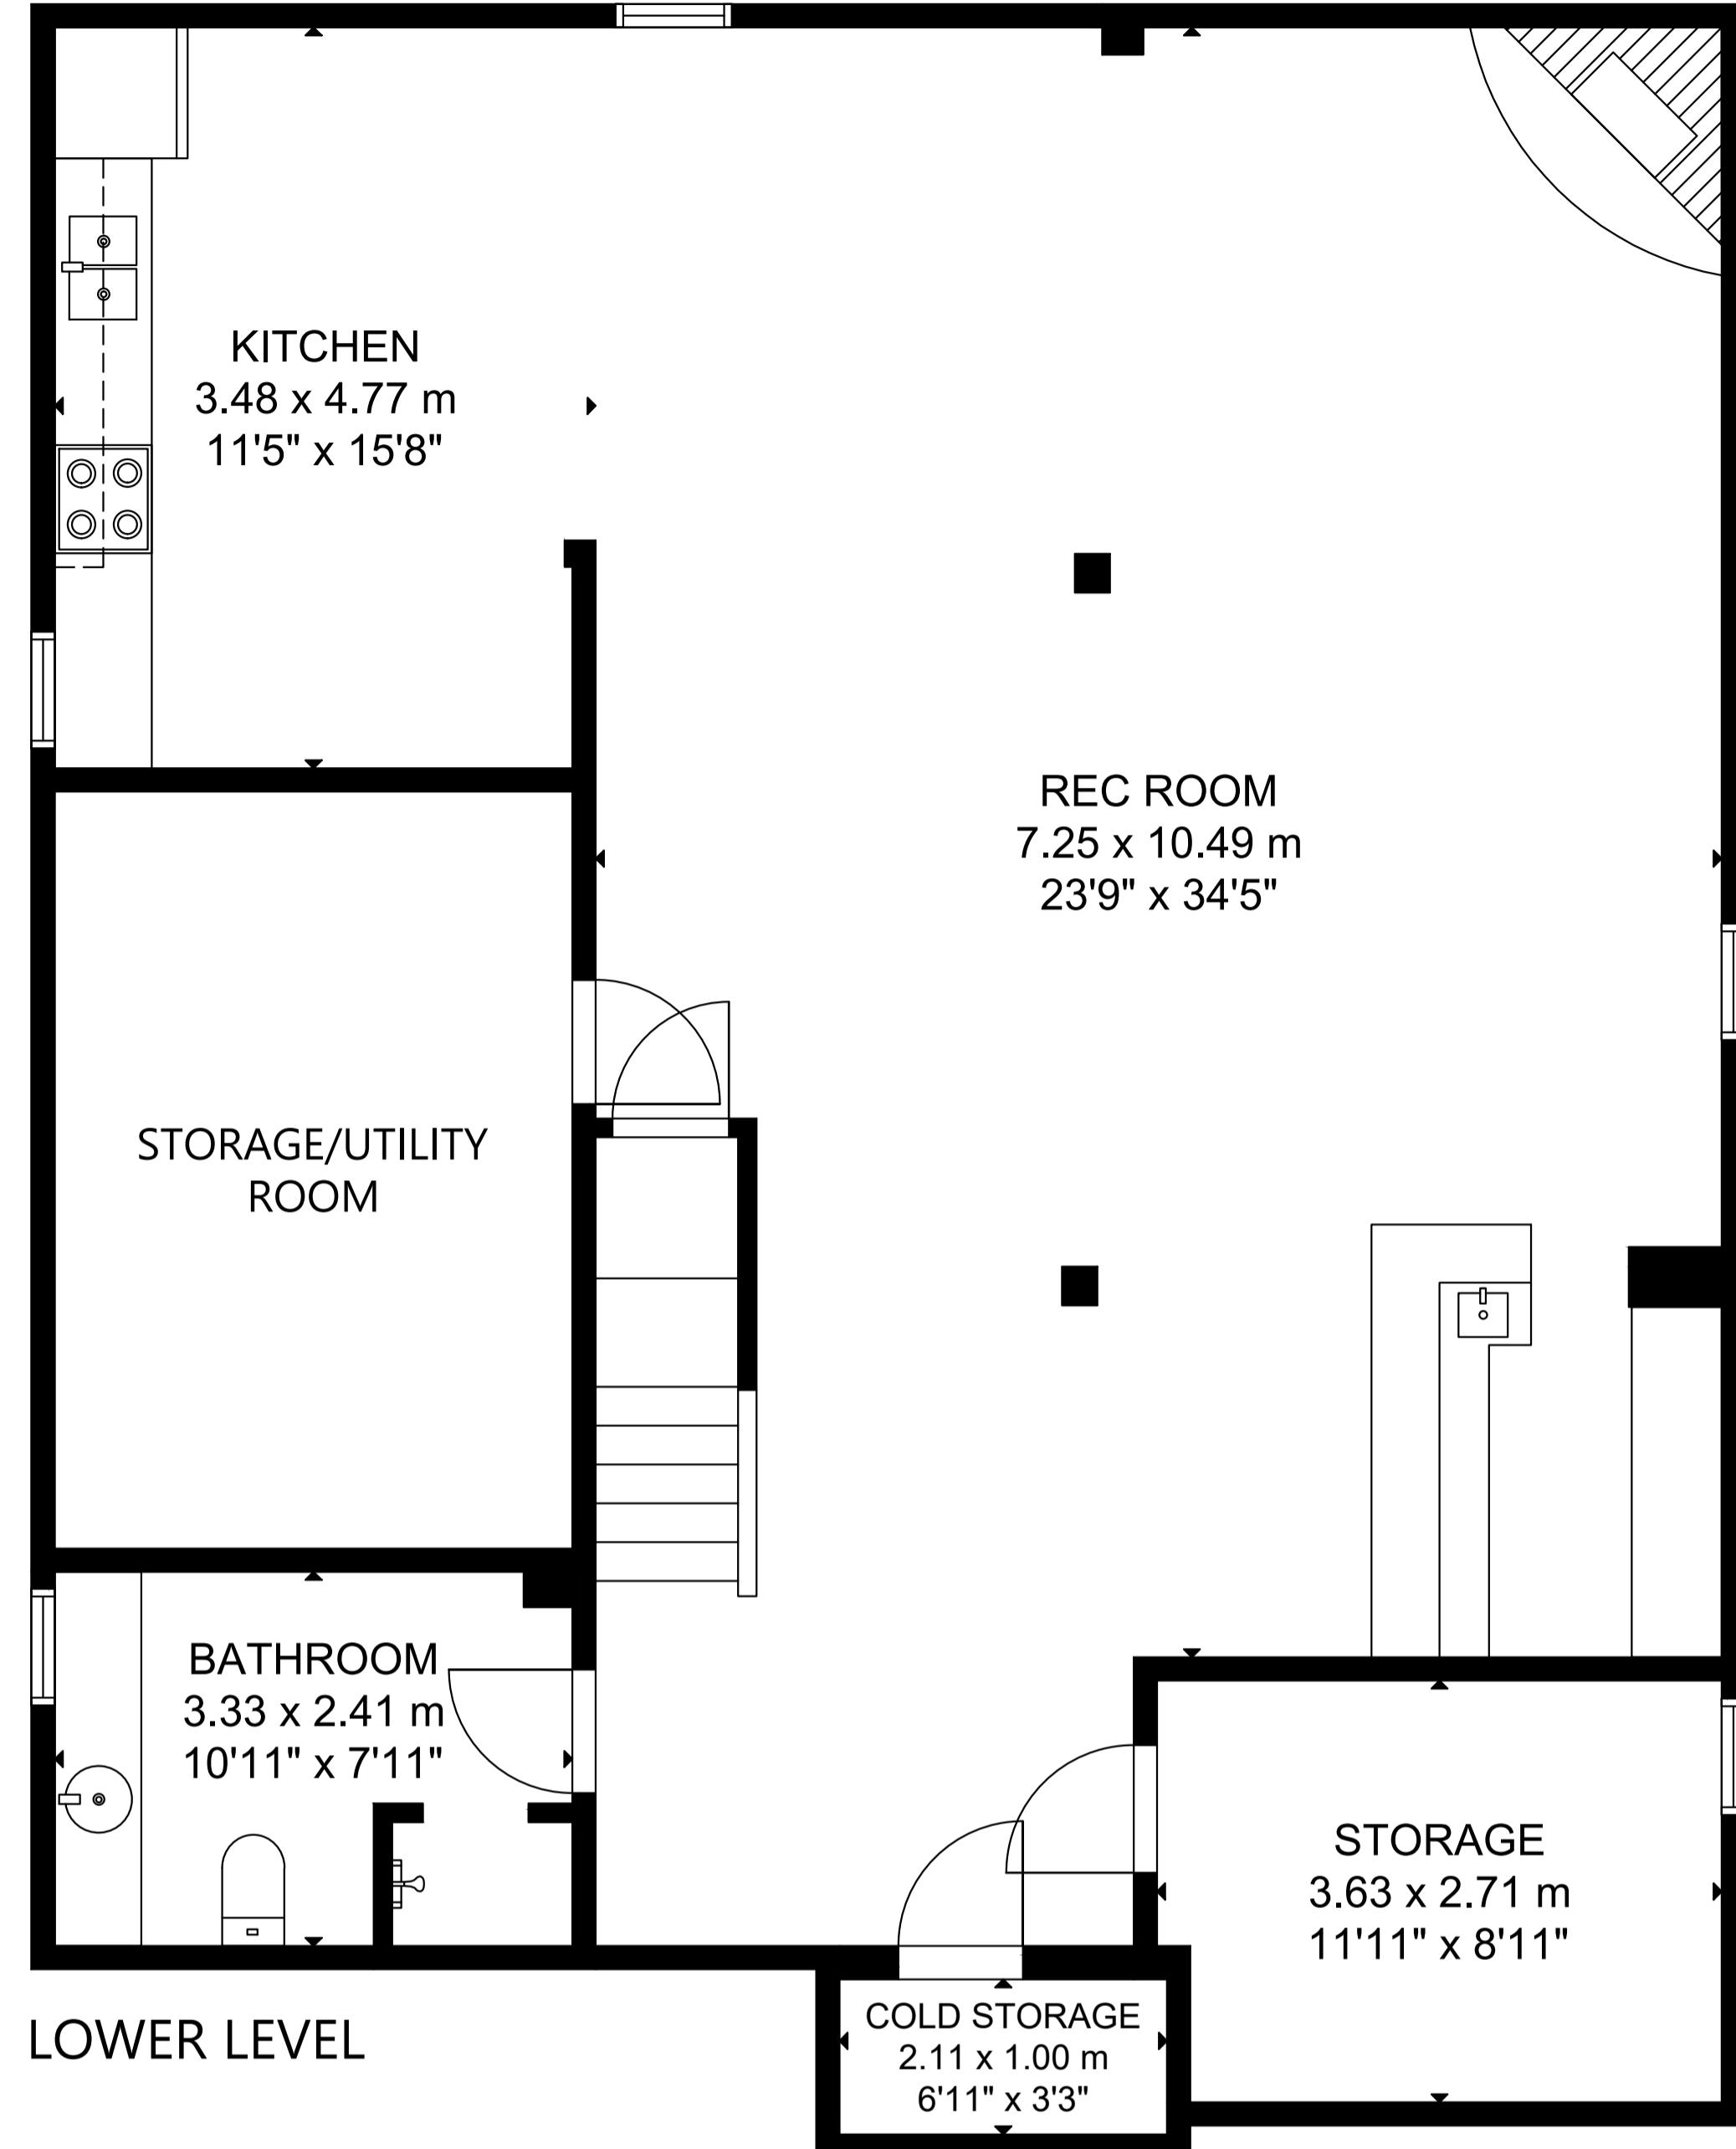 KITCHEN
3.48 x 4.77 m
11'5" x 15'8"
REC ROOM
7.25 x 10.49 m
23'9" x 34'5"
STORAGE/UTILITY
ROOM
BATHROOM
3.33 x 2.41 m
10'11" x 7'11"
STORAGE
3.63 x 2.71 m
11'11" x 8'11"
COLD STORAGE
2.11 x 1.00 m
6'11" x 3'3"
LOWER LEVEL